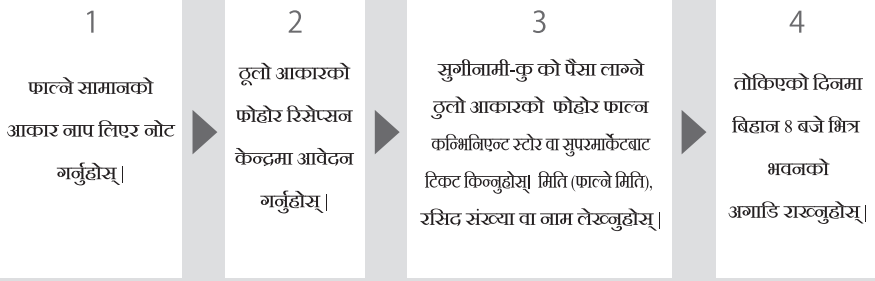 1
फाल्ने सामानको
आकार नाप लिएर नोट
गर्नुहोस् |
2
ठूलो आकारको
फोहोर रिसेप्सन
केन्द्रमा आवेदन
गर्नुहोस् |
3
सुगीनामी-कु को पैसा लाग्ने
ठुलो आकारको फोहोर फाल्न
कन्भिनिएन्ट स्टोर वा सुपरमार्केटबाट
टिकट किन्नुहोस्| मिति (फाल्ने मिति),
रसिद संख्या वा नाम लेख्नुहोस् |
4
तोकिएको दिनमा
बिहान ८ बजे भित्र
भवनको
अगाडि राख्नुहोस् |